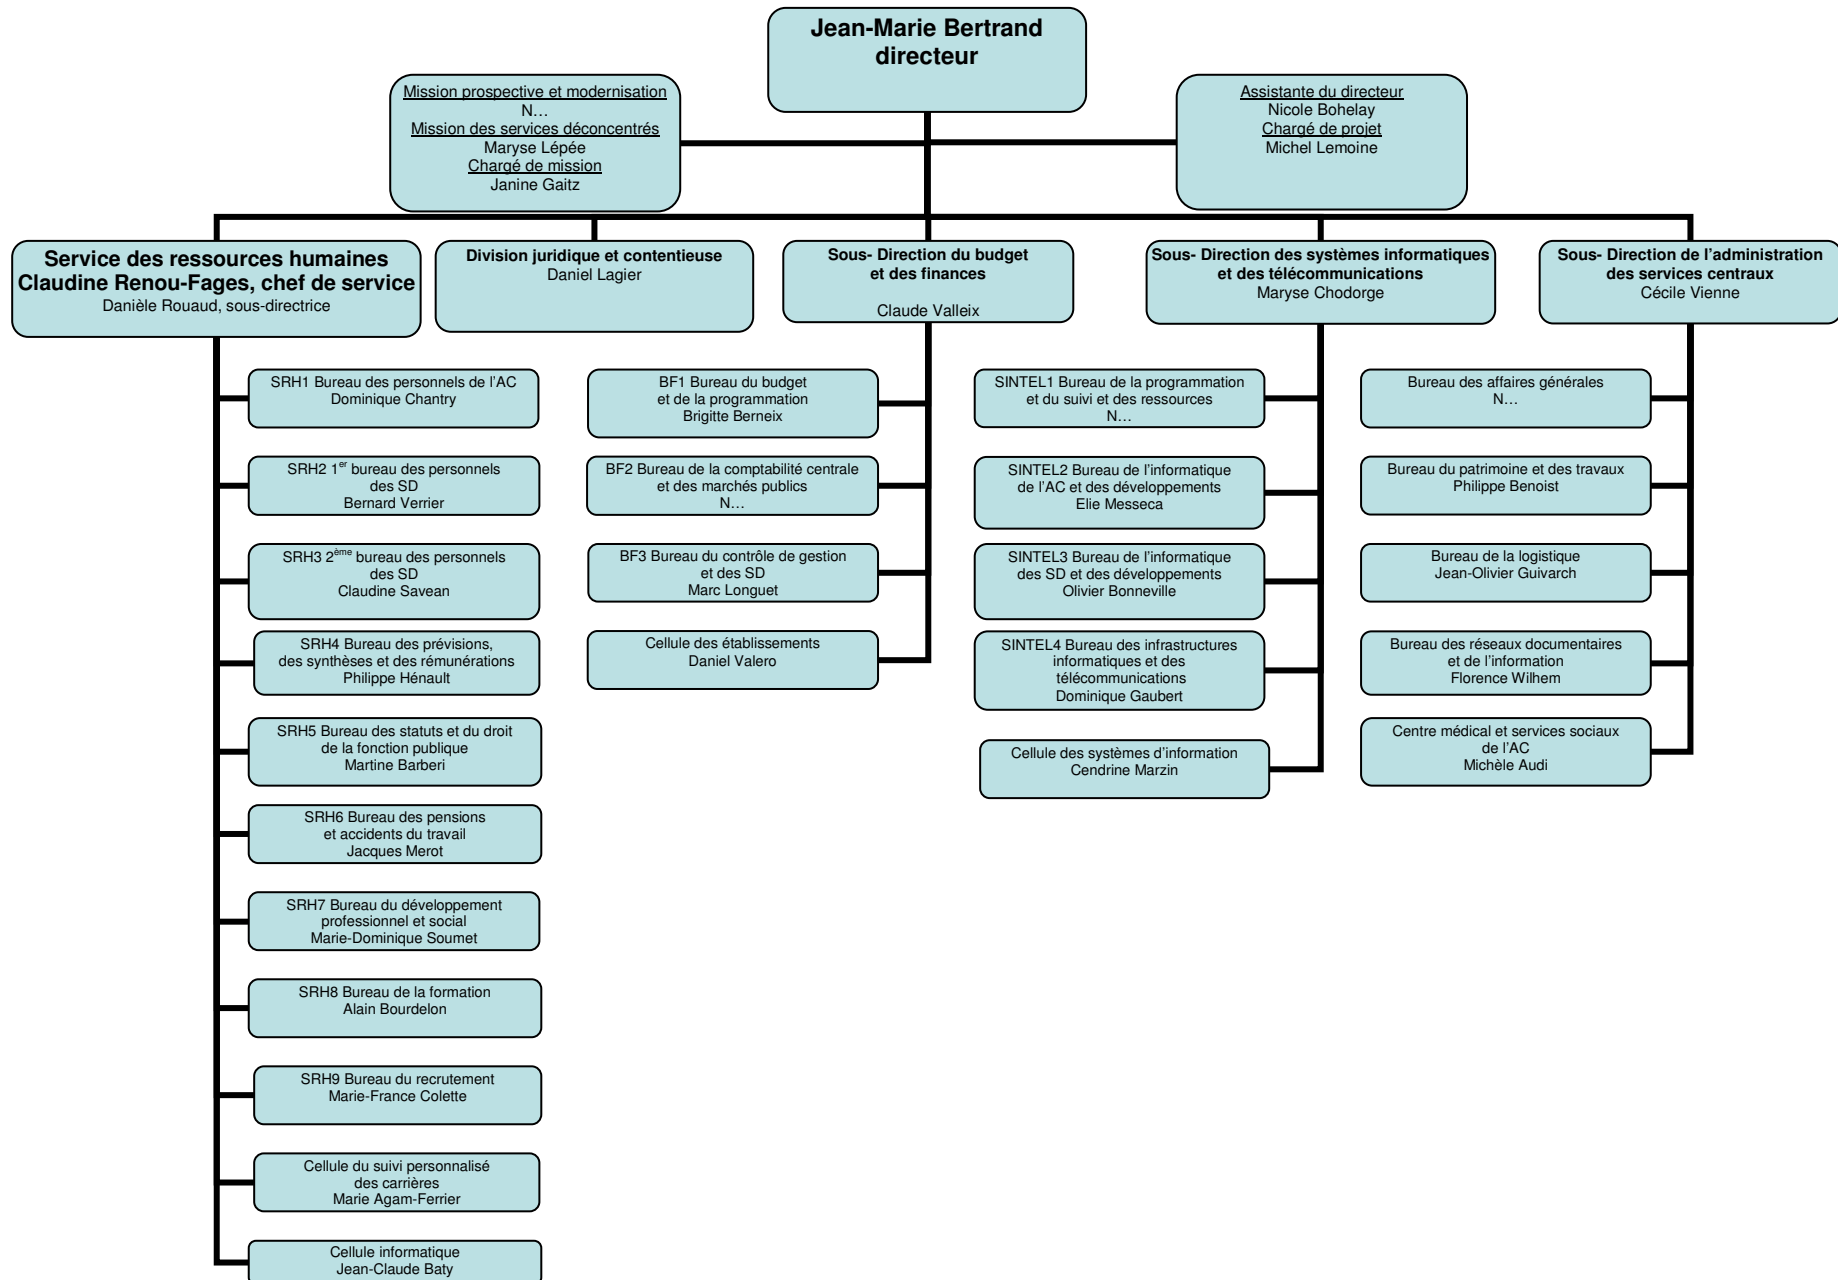 Jean-Marie Bertrand
directeur
Mission prospective et modernisation
N…
Mission des services déconcentrés
Maryse Lépée
Chargé de mission
Janine Gaitz
Assistante du directeur
Nicole Bohelay
Chargé de projet
Michel Lemoine
Service des ressources humaines
Claudine Renou-Fages, chef de service
Danièle Rouaud, sous-directrice
Division juridique et contentieuse
Daniel Lagier
Sous- Direction du budget
et des finances
Claude Valleix
Sous- Direction des systèmes informatiques
et des télécommunications
Maryse Chodorge
Sous- Direction de l’administration
des services centraux
Cécile Vienne
SRH1 Bureau des personnels de l’AC
Dominique Chantry
SRH2 1er bureau des personnels
des SD
Bernard Verrier
SRH3 2ème bureau des personnels
des SD
Claudine Savean
SRH4 Bureau des prévisions,
des synthèses et des rémunérations
Philippe Hénault
SRH5 Bureau des statuts et du droit
de la fonction publique
Martine Barberi
SRH6 Bureau des pensions
et accidents du travail
Jacques Merot
SRH7 Bureau du développement
professionnel et social
Marie-Dominique Soumet
SRH8 Bureau de la formation
Alain Bourdelon
SRH9 Bureau du recrutement
Marie-France Colette
Cellule du suivi personnalisé
des carrières
Marie Agam-Ferrier
Cellule informatique
Jean-Claude Baty
BF1 Bureau du budget
et de la programmation
Brigitte Berneix
BF2 Bureau de la comptabilité centrale
et des marchés publics
N…
BF3 Bureau du contrôle de gestion
et des SD
Marc Longuet
Cellule des établissements
Daniel Valero
SINTEL1 Bureau de la programmation
et du suivi et des ressources
N…
SINTEL2 Bureau de l’informatique
de l’AC et des développements
Elie Messeca
SINTEL3 Bureau de l’informatique
des SD et des développements
Olivier Bonneville
SINTEL4 Bureau des infrastructures
informatiques et des
télécommunications
Dominique Gaubert
Cellule des systèmes d’information
Cendrine Marzin
Bureau des affaires générales
N…
Bureau du patrimoine et des travaux
Philippe Benoist
Bureau de la logistique
Jean-Olivier Guivarch
Bureau des réseaux documentaires
et de l’information
Florence Wilhem
Centre médical et services sociaux
de l’AC
Michèle Audi